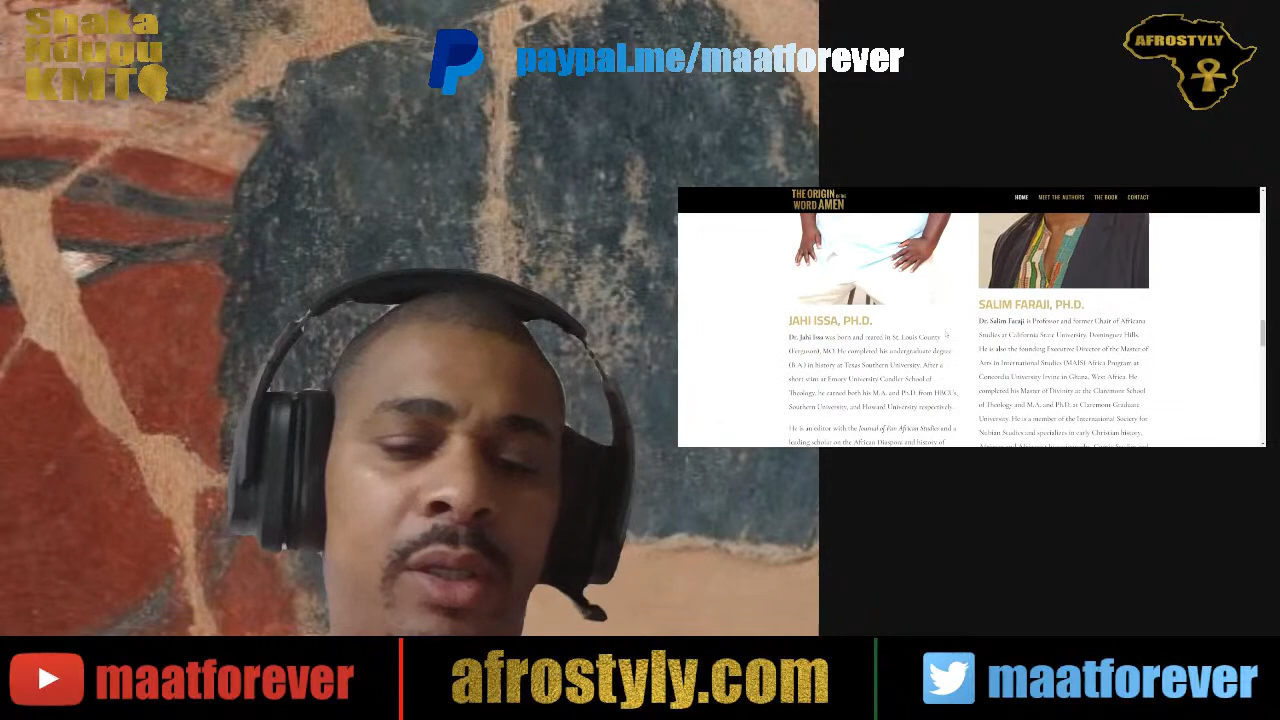 Shaka
Ndugu
KMT
paypal.me/maatforever
AFROSTYLY
THE ORIGIN OF THE
WORD AMEN
HOME MEET THE AUTHORS THE BOOK CONTACT
JAHI ISSA, PH.D.
Dr. Jahi Issa was born and reared in St. Louis County
(Ferguson), MO. He completed his undergraduate degree
(B.A.) in history at Texas Southern University. After a
short stint at Emory University Candler School of
Theology, he earned both his M.A. and Ph.D. from HBCU's,
Southern University, and Howard University respectively.
He is an editor with the Journal of Pan African Studies and a
leading scholar on the African Diaspora and history of
SALIM FARAJI, PH.D.
Dr. Salim Faraji is Professor and former Chair of Africana
Studies at California State University, Dominguez Hills.
He is also the founding Executive Director of the Master of
Arts in International Studies (MAIS) Africa Program at
Concordia University Irvine in Ghana, West Africa. He
completed his Master of Divinity at the Claremont School
of Theology and M.A. and Ph.D. at Claremont Graduate
University. He is a member of the International Society for
Nubian Studies and specializes in early Christian history,
maatforever
afrostyly.com
maatforever